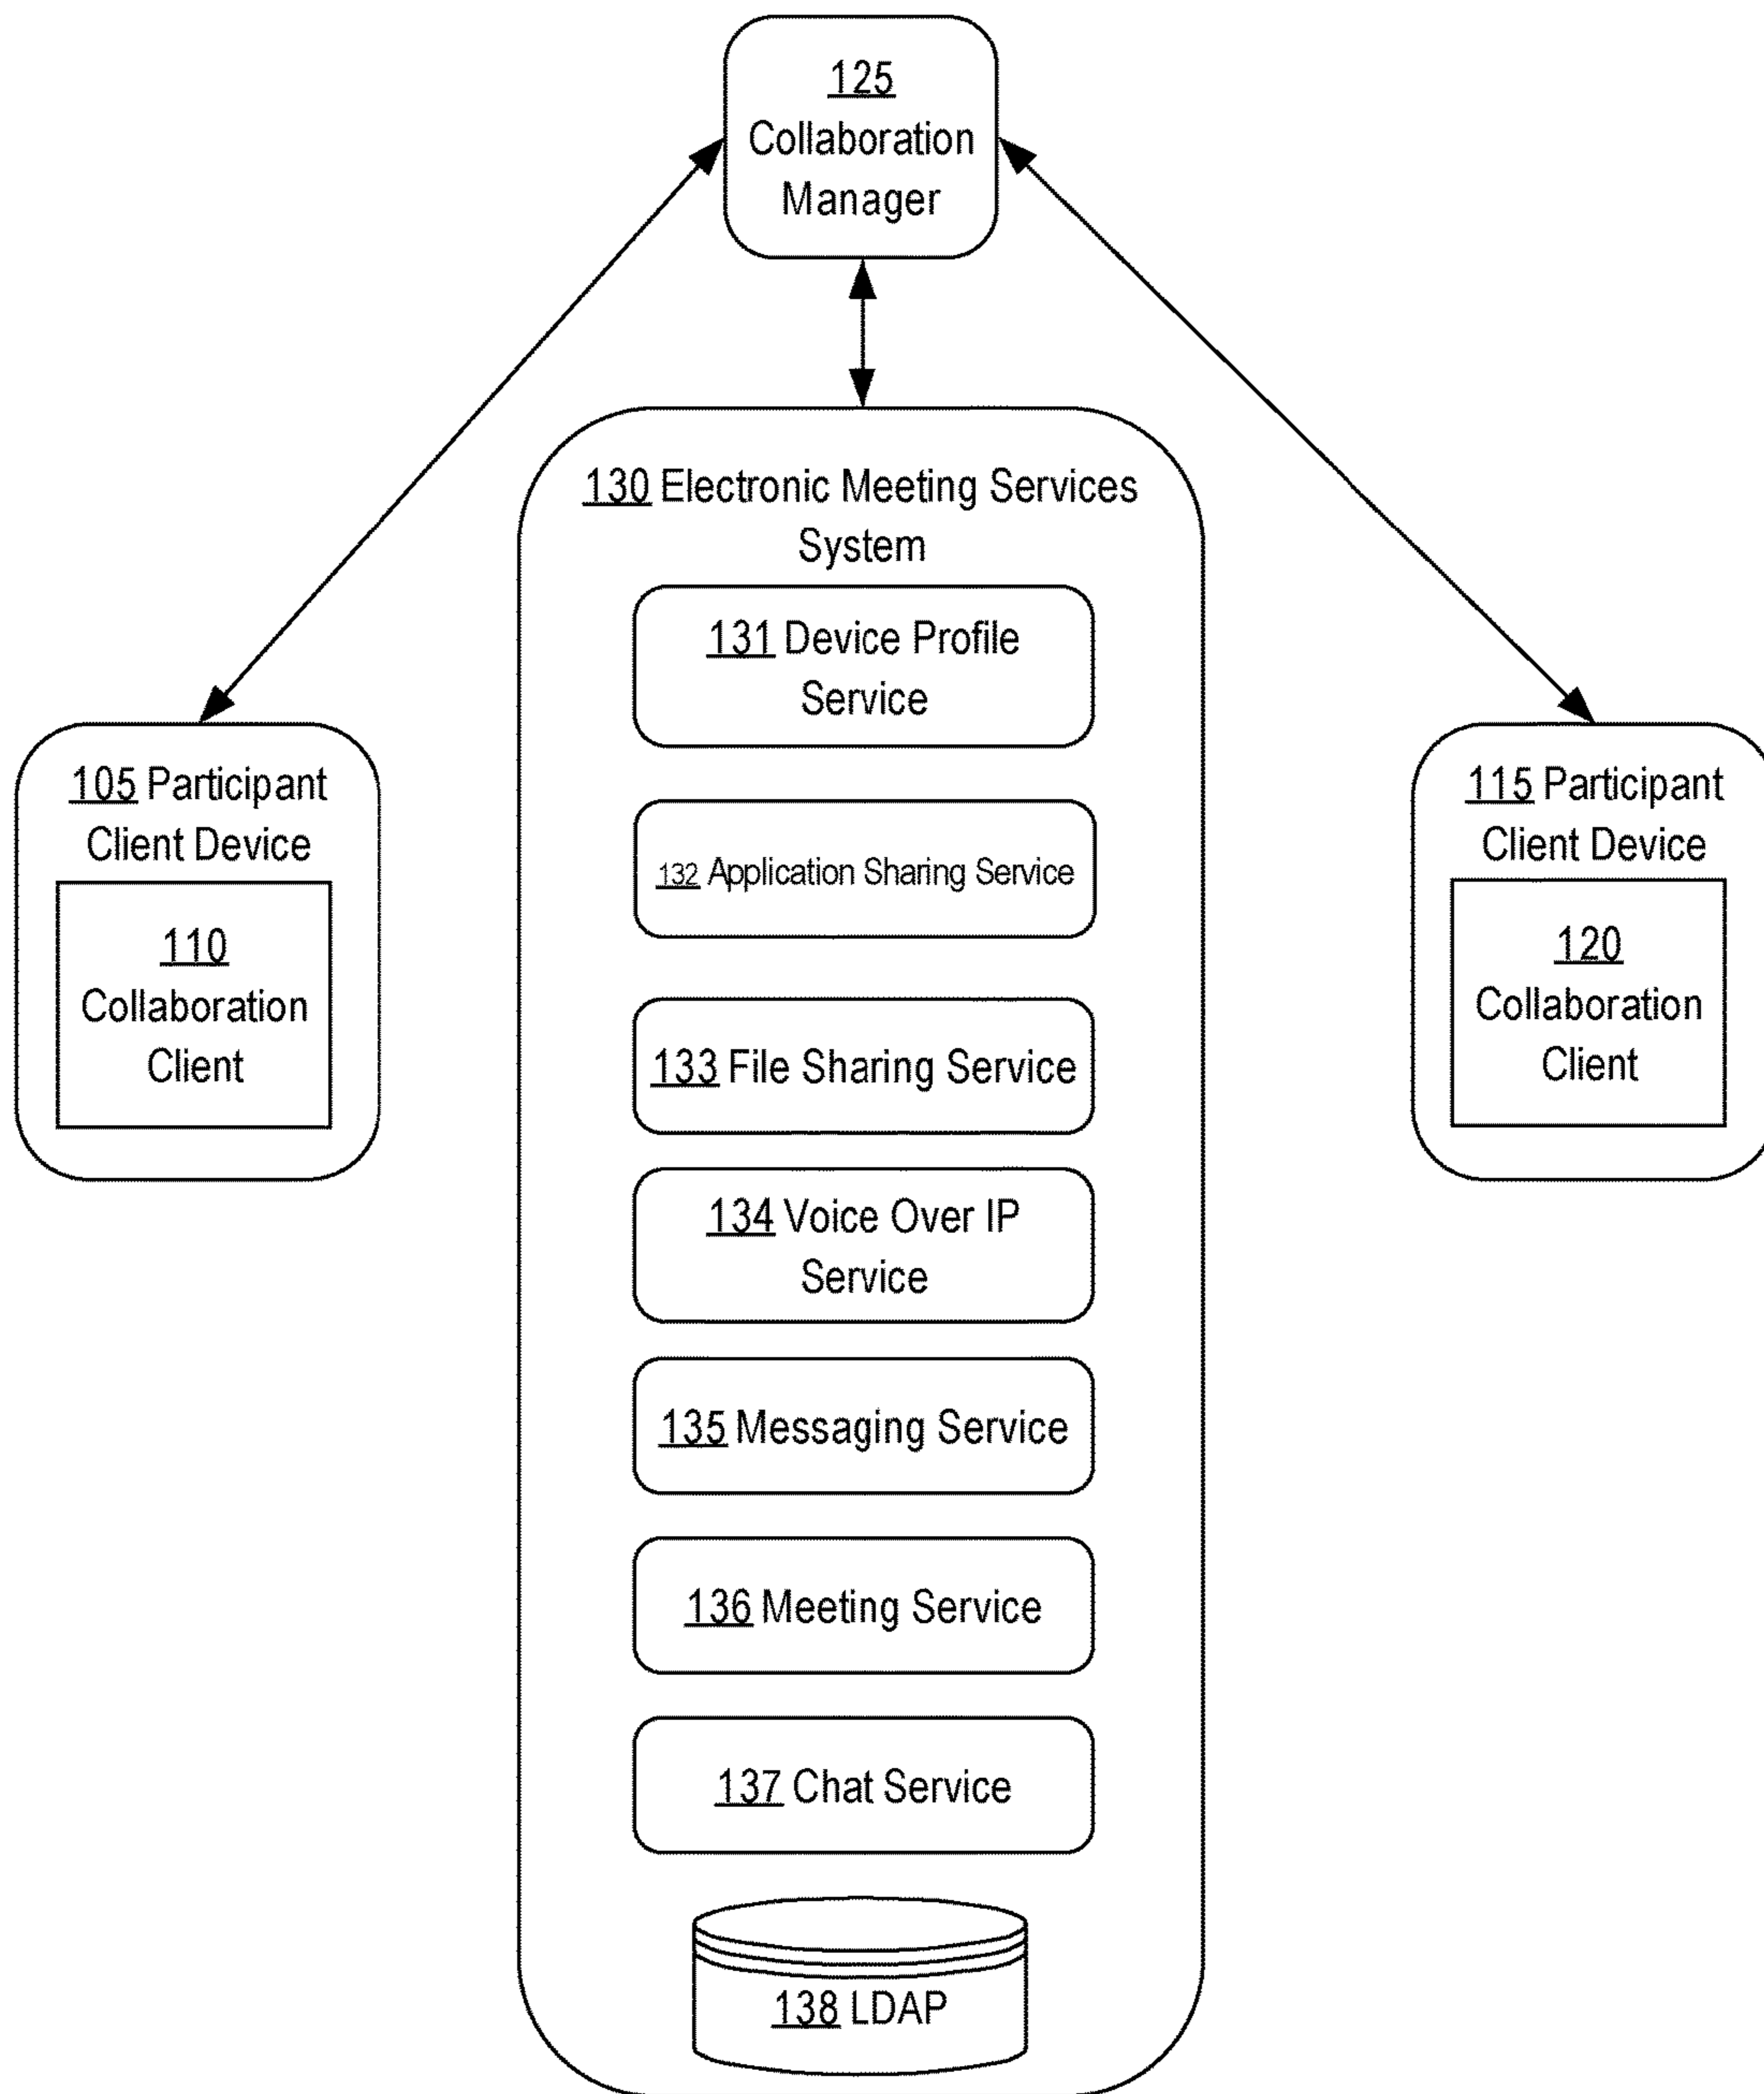 125
Collaboration
Manager
130 Electronic Meeting Services
System
131 Device Profile
Service
132 Application Sharing Service
133 File Sharing Service
134 Voice Over IP
Service
135 Messaging Service
136 Meeting Service
137 Chat Service
138 LDAP
105 Participant
Client Device
110
Collaboration
Client
115 Participant
Client Device
120
Collaboration
Client